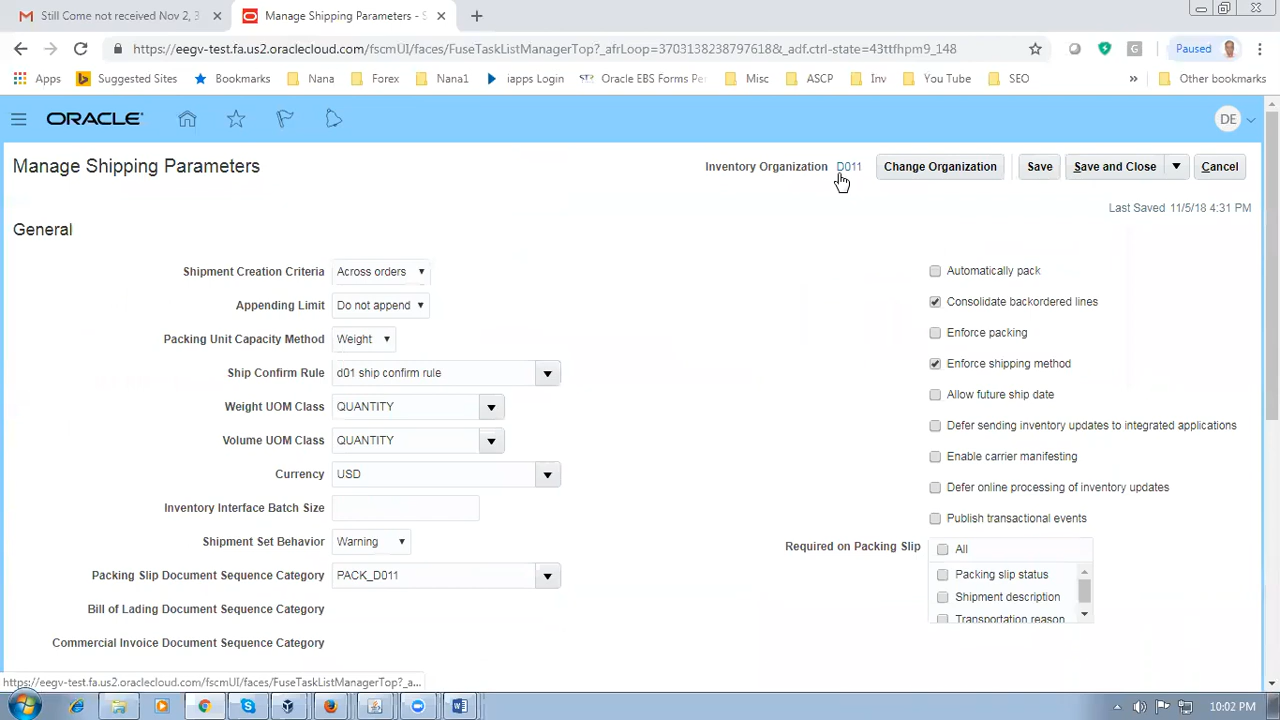 Still Come not received Nov 2, 3
Manage Shipping Parameters - S
https://eegv-test.fa.us2.oraclecloud.com/fscmUI/faces/FuseTaskListManagerTop?_afrLoop=37031382387976188&_adf.ctrl-state=43ttfhpm9_148
Paused
Apps
Suggested Sites
Bookmarks
Nana
Forex
Nana1
iapps Login
Oracle EBS Forms Pe
Misc
ASCP
Inv
You Tube
SEO
»
Other bookmarks
ORACLE
DE
Manage Shipping Parameters
Inventory Organization D011
Change Organization
Save
Save and Close
Cancel
Last Saved 11/5/18 4:31 PM
General
Shipment Creation Criteria Across orders
Appending Limit Do not append
Packing Unit Capacity Method Weight
Ship Confirm Rule d01 ship confirm rule
Weight UOM Class QUANTITY
Volume UOM Class QUANTITY
Currency USD
Inventory Interface Batch Size
Shipment Set Behavior Warning
Packing Slip Document Sequence Category PACK_D011
Bill of Lading Document Sequence Category
Commercial Invoice Document Sequence Category
Automatically pack
Consolidate backordered lines
Enforce packing
Enforce shipping method
Allow future ship date
Defer sending inventory updates to integrated applications
Enable carrier manifesting
Defer online processing of inventory updates
Publish transactional events
Required on Packing Slip
All
Packing slip status
Shipment description
Transportation reason
https://eegv-test.fa.us2.oraclecloud.com/fscmUI/faces/FuseTaskListManagerTop?_a...
10:02 PM